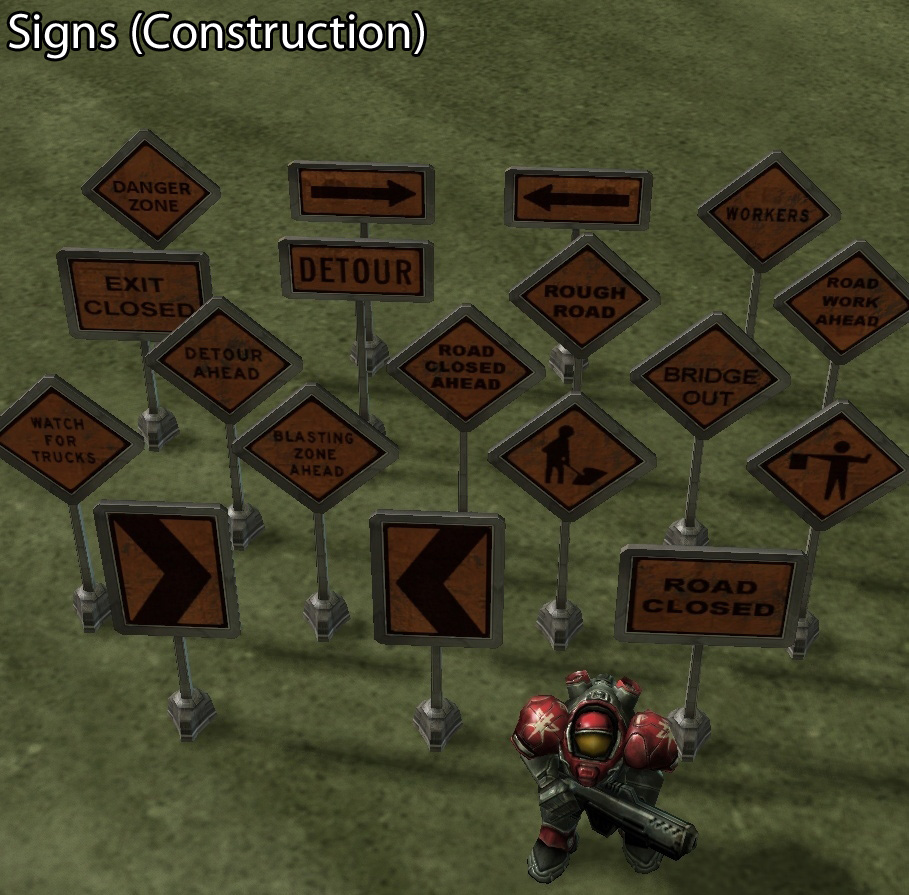 Signs (Construction)
DANGER
ZONE
WORKERS
EXIT
CLOSED
DETOUR
ROUGH
ROAD
ROAD
WORK
AHEAD
DETOUR
AHEAD
ROAD
CLOSED
AHEAD
BRIDGE
OUT
WATCH
FOR
TRUCKS
BLASTING
ZONE
AHEAD
ROAD
CLOSED